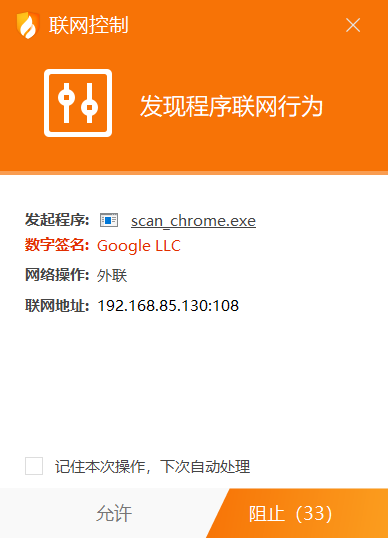 联网控制
发现程序联网行为
发起程序: scan_chrome.exe
数字签名: Google LLC
网络操作: 外联
联网地址: 192.168.85.130:108
记住本次操作，下次自动处理
允许
阻止（33）